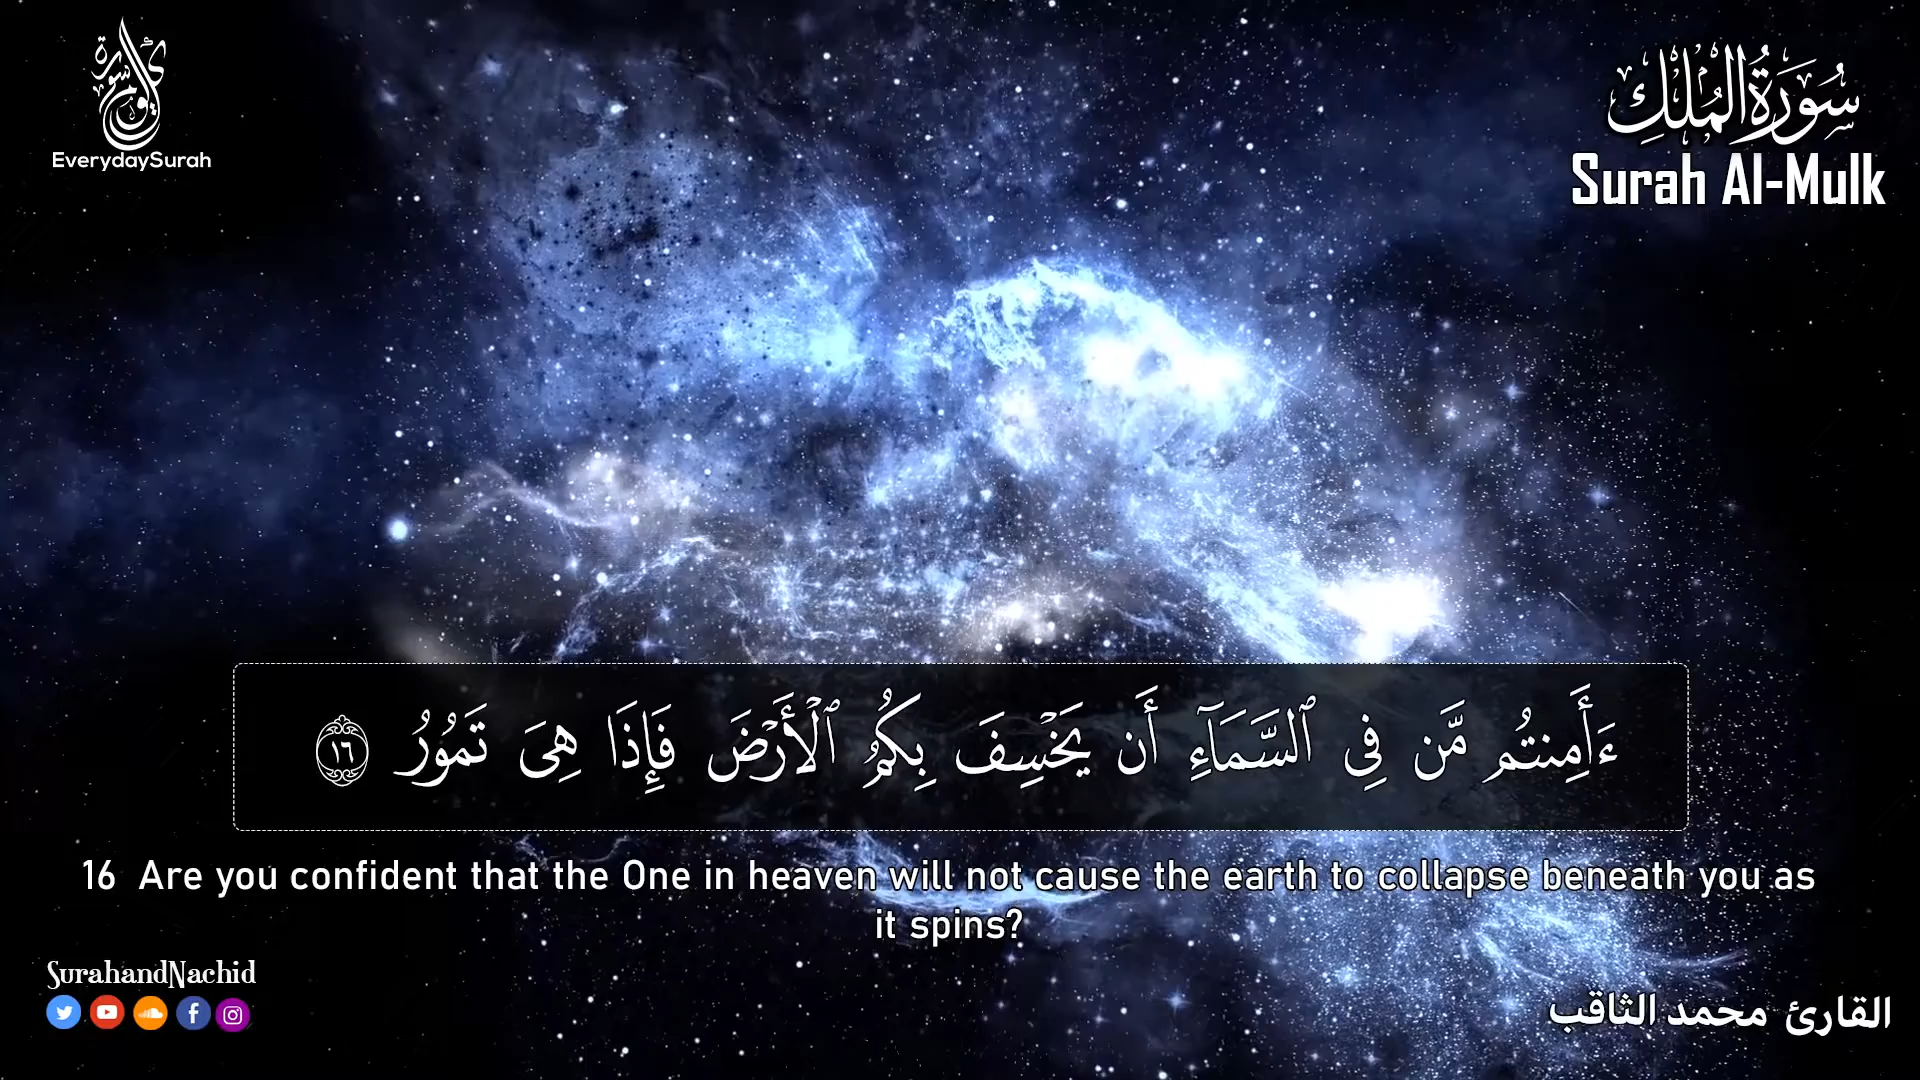 EverydaySurah
سُورَةُ الْمُلْكِ
Surah Al-Mulk
ءَأَمِنتُم مَّن فِى ٱلسَّمَآءِ أَن يَخْسِفَ بِكُمُ ٱلْأَرْضَ فَإِذَا هِىَ تَمُورُ ١٦
16 Are you confident that the One in heaven will not cause the earth to collapse beneath you as
it spins?
SurahandNachid
القارئ محمد الثاقب